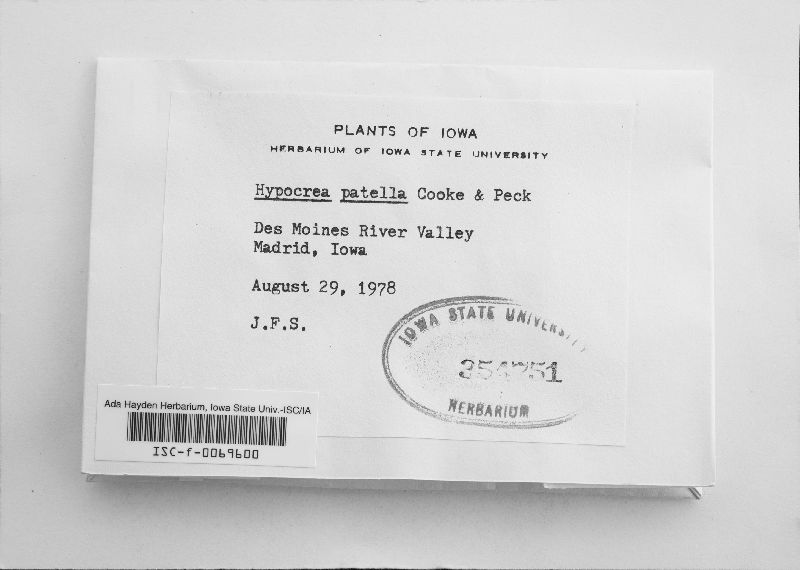 PLANTS OF IOWA
HERBARIUM OF IOWA STATE UNIVERSITY
Hypocrea patella Cooke & Peck
Des Moines River Valley
Madrid, Iowa
August 29, 1978
J.F.S.
IOWA STATE UNIVERSITY
354751
HERBARIUM
Ada Hayden Herbarium, Iowa State Univ.-ISC/IA
ISC-f-0069600